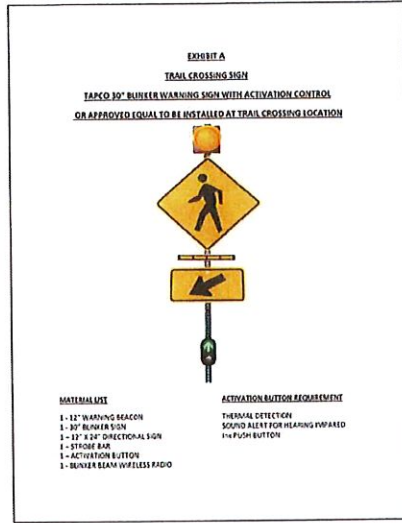 EXHIBIT A
TRAIL CROSSING SIGN
TAPCO 30" BLINKER WARNING SIGN WITH ACTIVATION CONTROL
OR APPROVED EQUAL TO BE INSTALLED AT TRAIL CROSSING LOCATION
MATERIAL LIST
1 - 12" WARNING BEACON
1 - 30" BLINKER SIGN
1 - 12" X 24" DIRECTIONAL SIGN
1 - STROBE BAR
1 - ACTIVATION BUTTON
1 - BLINKER BEAM WIRELESS RADIO
ACTIVATION BUTTON REQUIREMENT
THERMAL DETECTION
SOUND ALERT FOR HEARING IMPARED
PUSH BUTTON